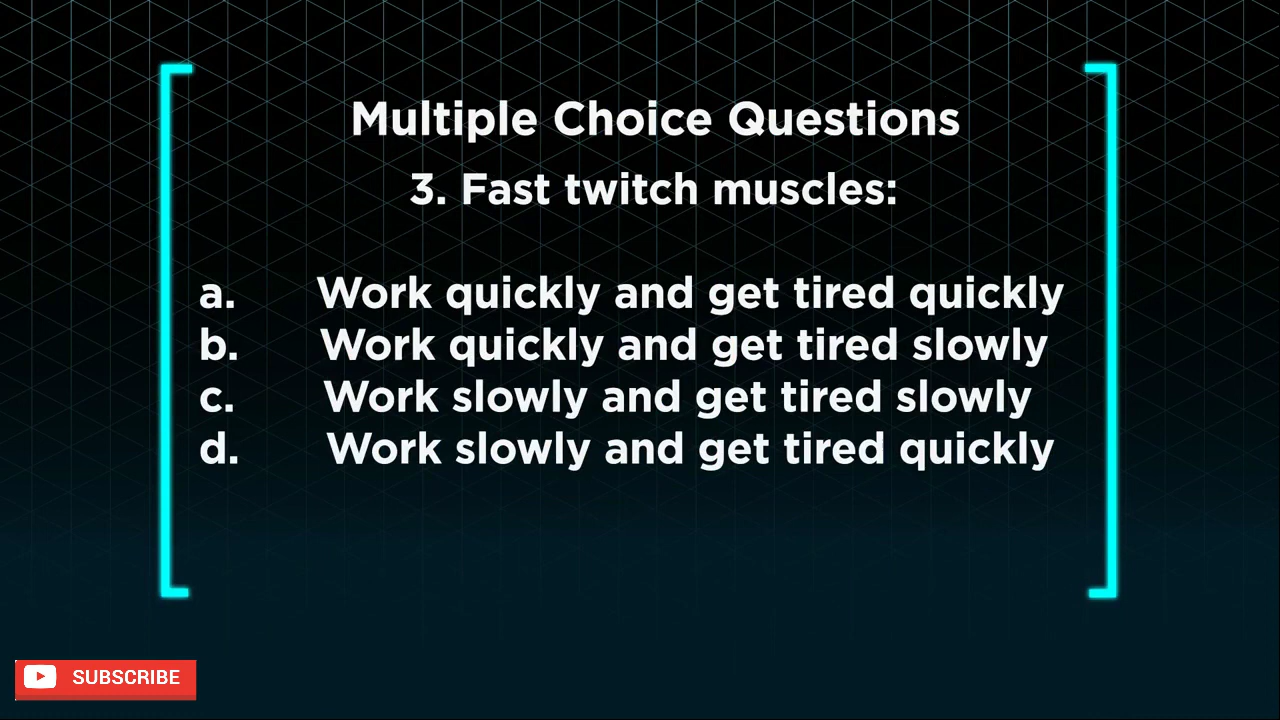 Multiple Choice Questions
3. Fast twitch muscles:
a. Work quickly and get tired quickly
b. Work quickly and get tired slowly
c. Work slowly and get tired slowly
d. Work slowly and get tired quickly
SUBSCRIBE